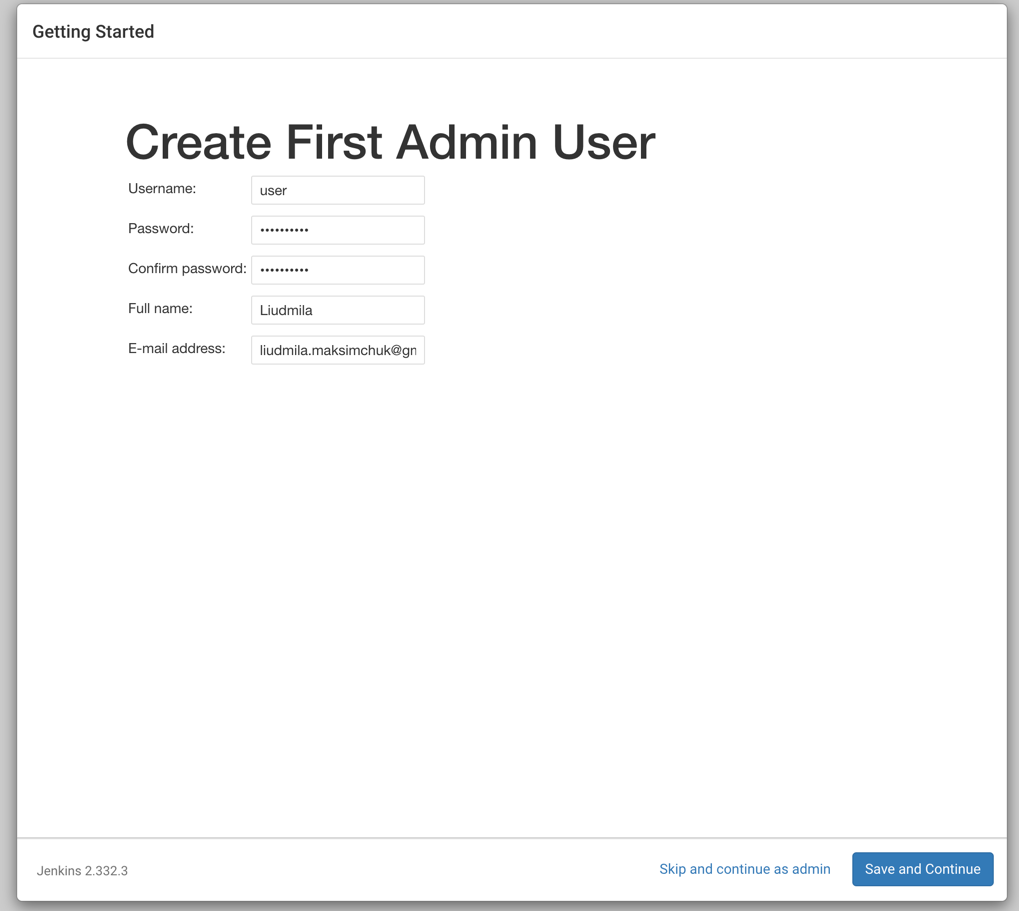 Getting Started
Create First Admin User
Username: user
Password: ••••••••••
Confirm password: ••••••••••
Full name: Liudmila
E-mail address: liudmila.maksimchuk@gm
Jenkins 2.332.3 Skip and continue as admin Save and Continue